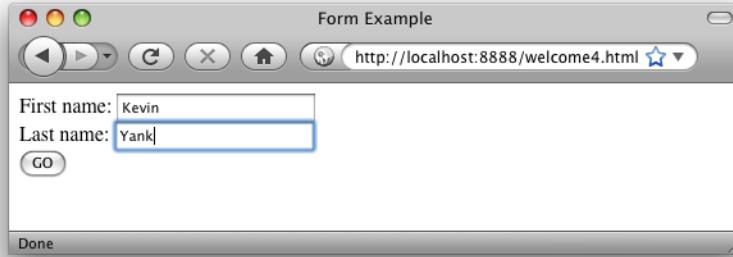 Form Example
http://localhost:8888/welcome4.html
First name: Kevin
Last name: Yank
GO
Done